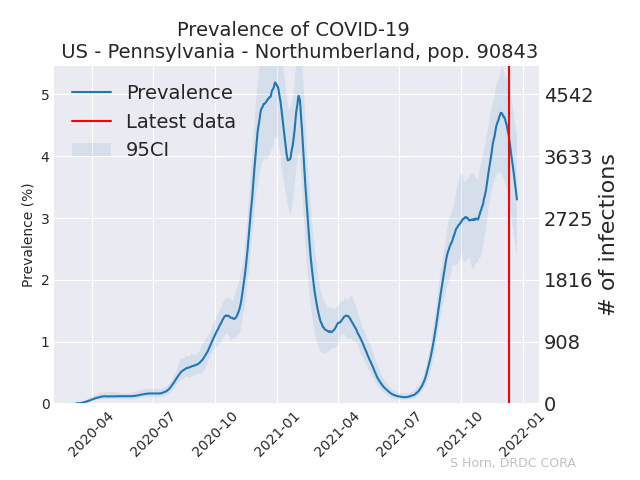 Prevalence of COVID-19
US - Pennsylvania - Northumberland, pop. 90843
Prevalence
Latest data
95CI
Prevalence (%)
5
4
3
2
1
0
4542
3633
2725
1816
908
0
# of infections
2020-04
2020-07
2020-10
2021-01
2021-04
2021-07
2021-10
2022-01
S Horn, DRDC CORA